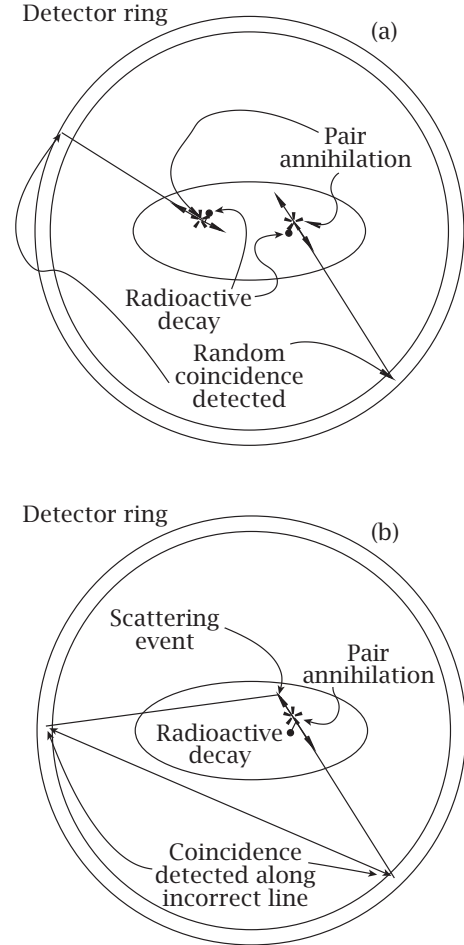 Detector ring
(a)
Pair
annihilation
Radioactive
decay
Random
coincidence
detected
Detector ring
(b)
Scattering
event
Pair
annihilation
Radioactive
decay
Coincidence
detected along
incorrect line